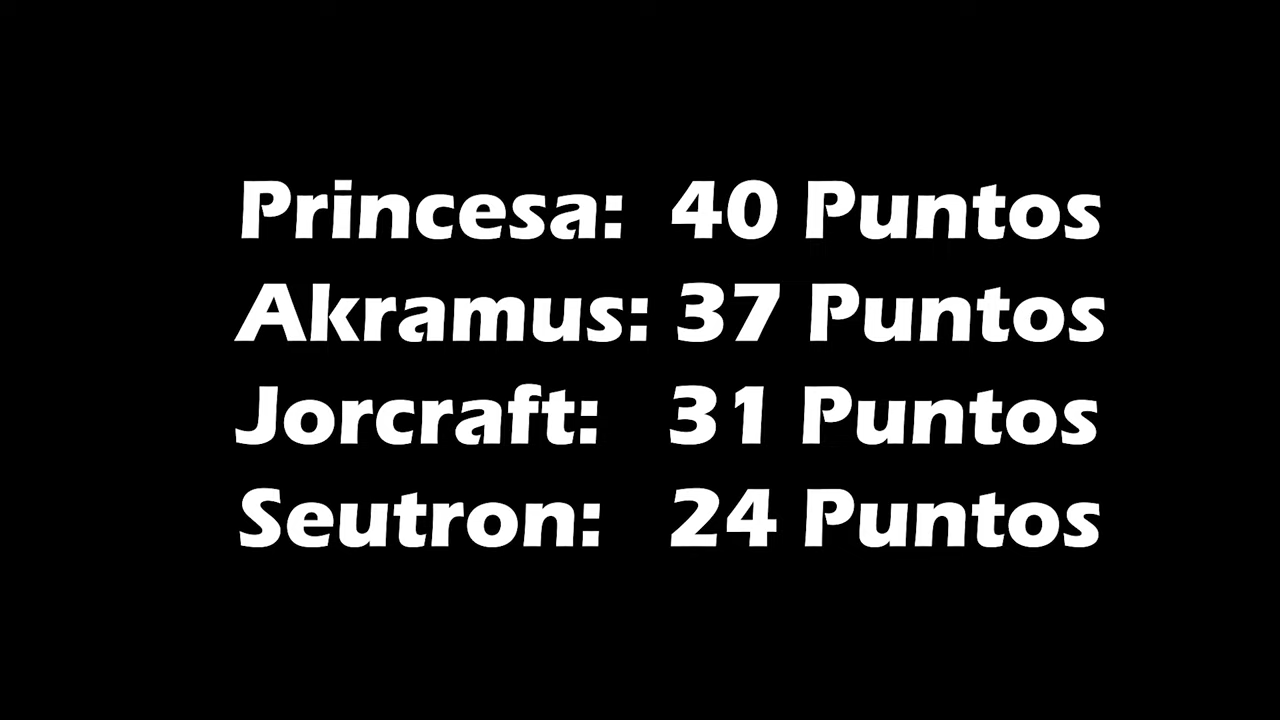 Princesa: 40 Puntos
Akramus: 37 Puntos
Jorcraft: 31 Puntos
Seutron: 24 Puntos